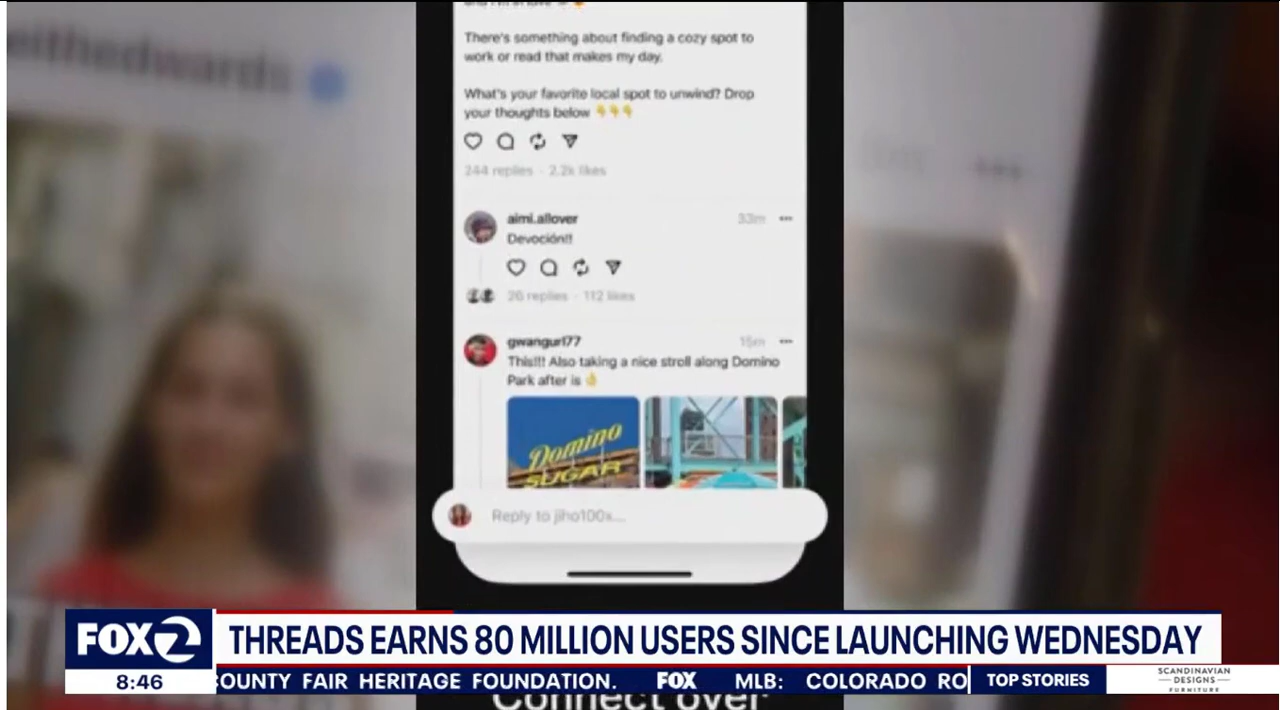 There's something about finding a cozy spot to
work or read that makes my day.
What's your favorite local spot to unwind? Drop
your thoughts below 👇👇👇
244 replies · 2.2k likes
aimi.allover 33m
Devoción!!
26 replies · 112 likes
gwangurl77 15m
This!!! Also taking a nice stroll along Domino
Park after is 👌
Domino
SUGAR
Reply to jiho100x...
FOX 2
THREADS EARNS 80 MILLION USERS SINCE LAUNCHING WEDNESDAY
8:46
OUNTY FAIR HERITAGE FOUNDATION. FOX MLB: COLORADO RO
TOP STORIES
SCANDINAVIAN
DESIGNS
FURNITURE
Connect over